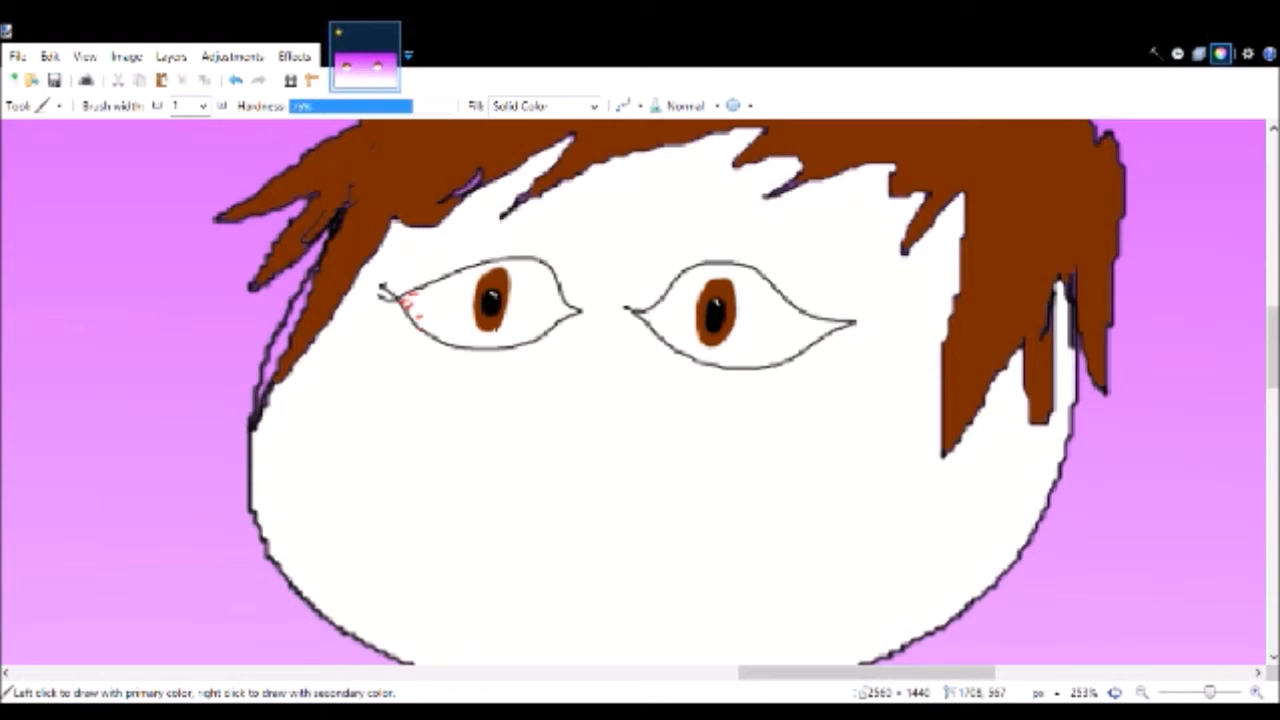 File Edit View Image Layers Adjustments Effects
Tool: Brush width: 1 Hardness: 75% Fill: Solid Color Normal
Left click to draw with primary color, right click to draw with secondary color. 2560 × 1440 1708, 567 px 253%